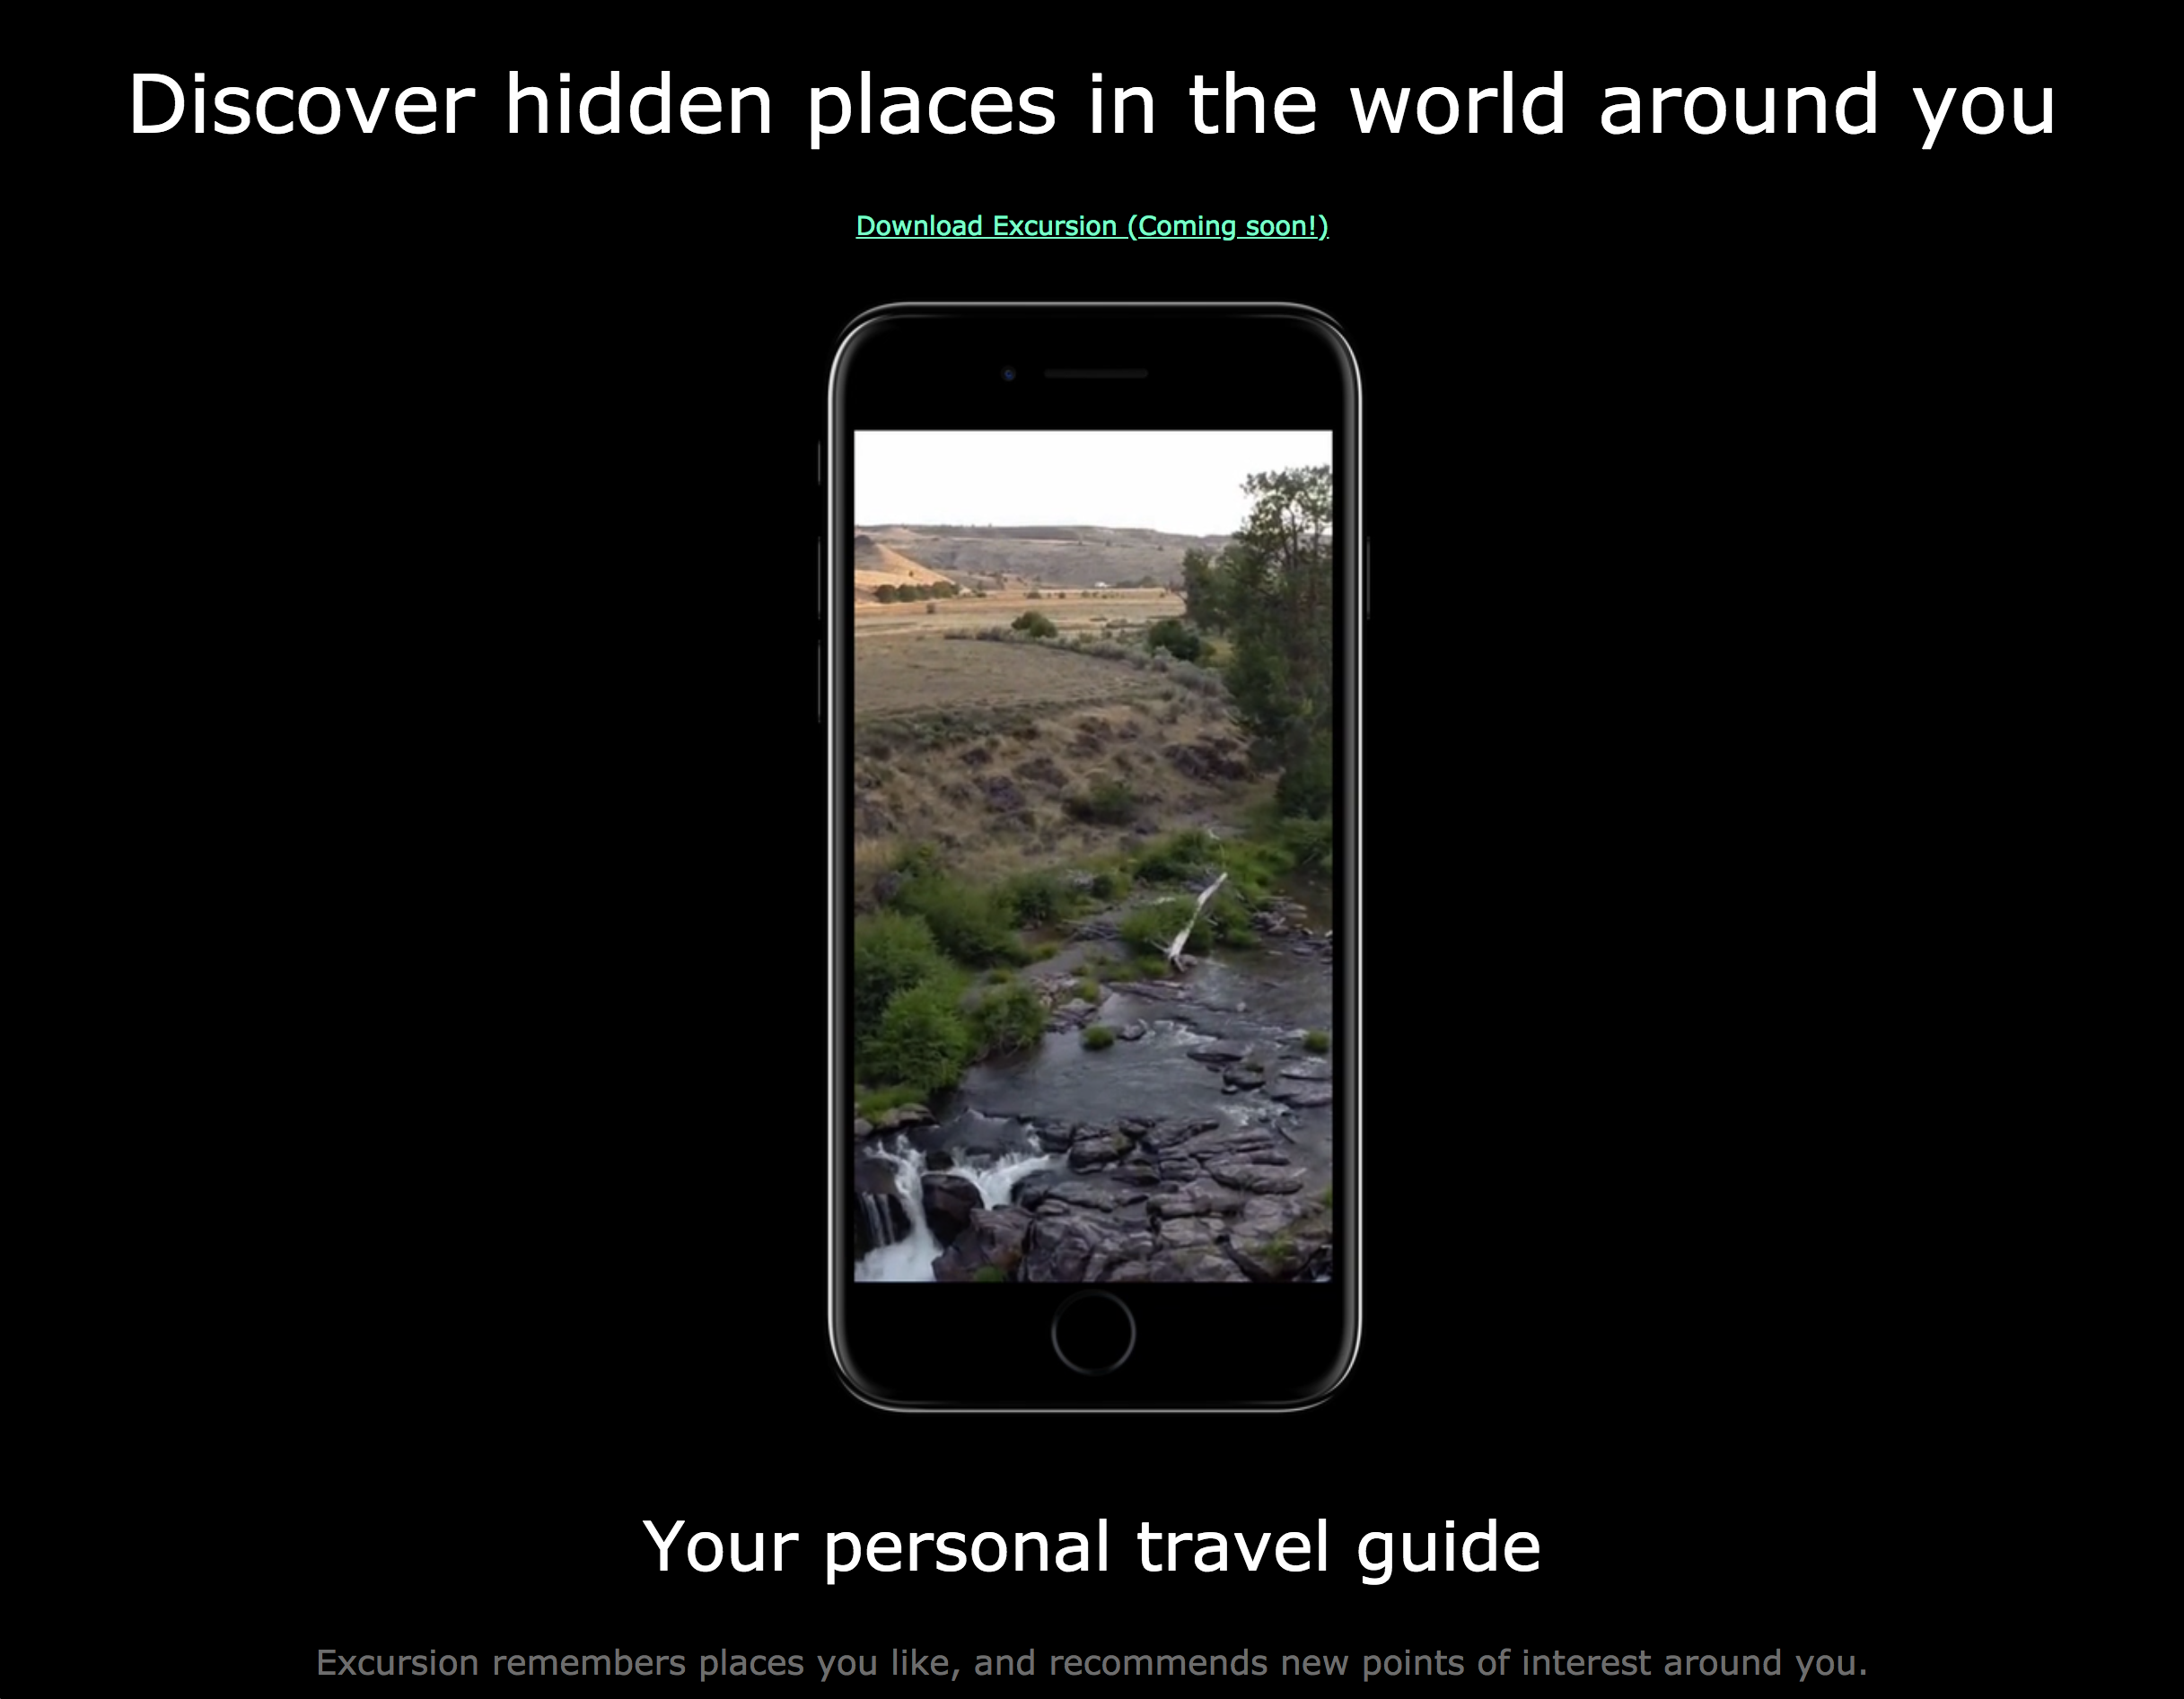 Discover hidden places in the world around you
Download Excursion (Coming soon!)
Your personal travel guide
Excursion remembers places you like, and recommends new points of interest around you.